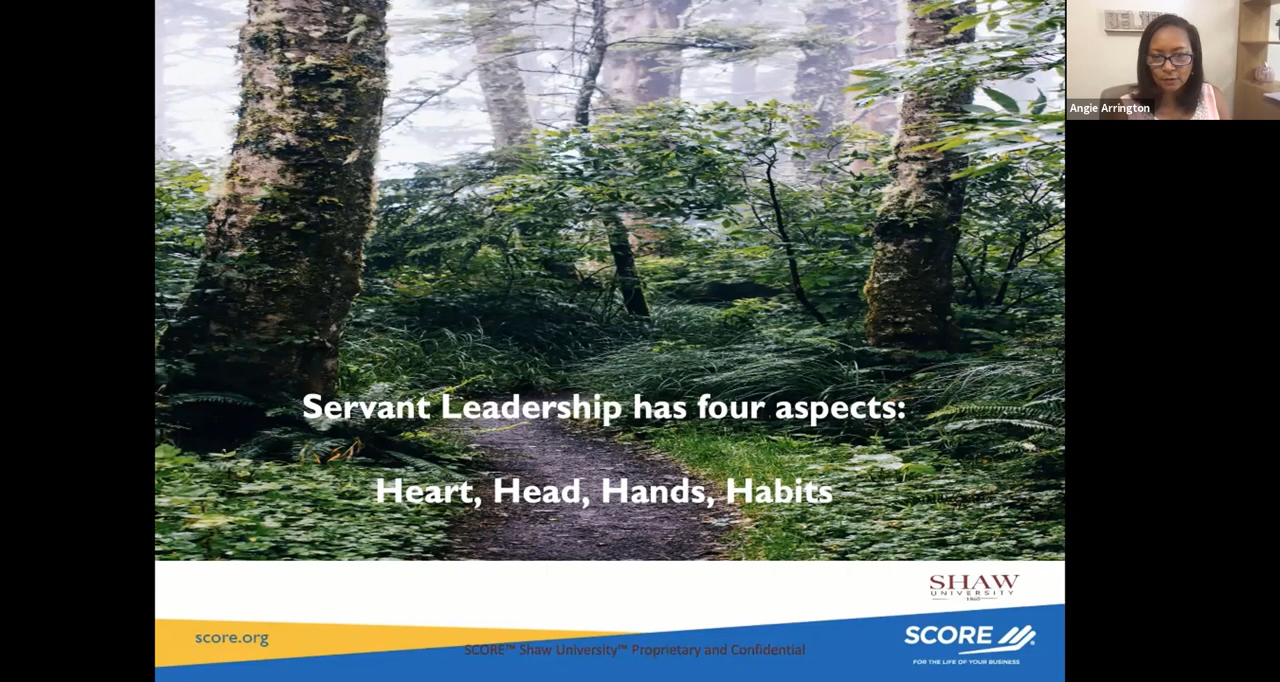 Angie Arrington
Servant Leadership has four aspects:
Heart, Head, Hands, Habits
SHAW
UNIVERSITY
1865
score.org
SCORE™ Shaw University™ Proprietary and Confidential
SCORE
FOR THE LIFE OF YOUR BUSINESS